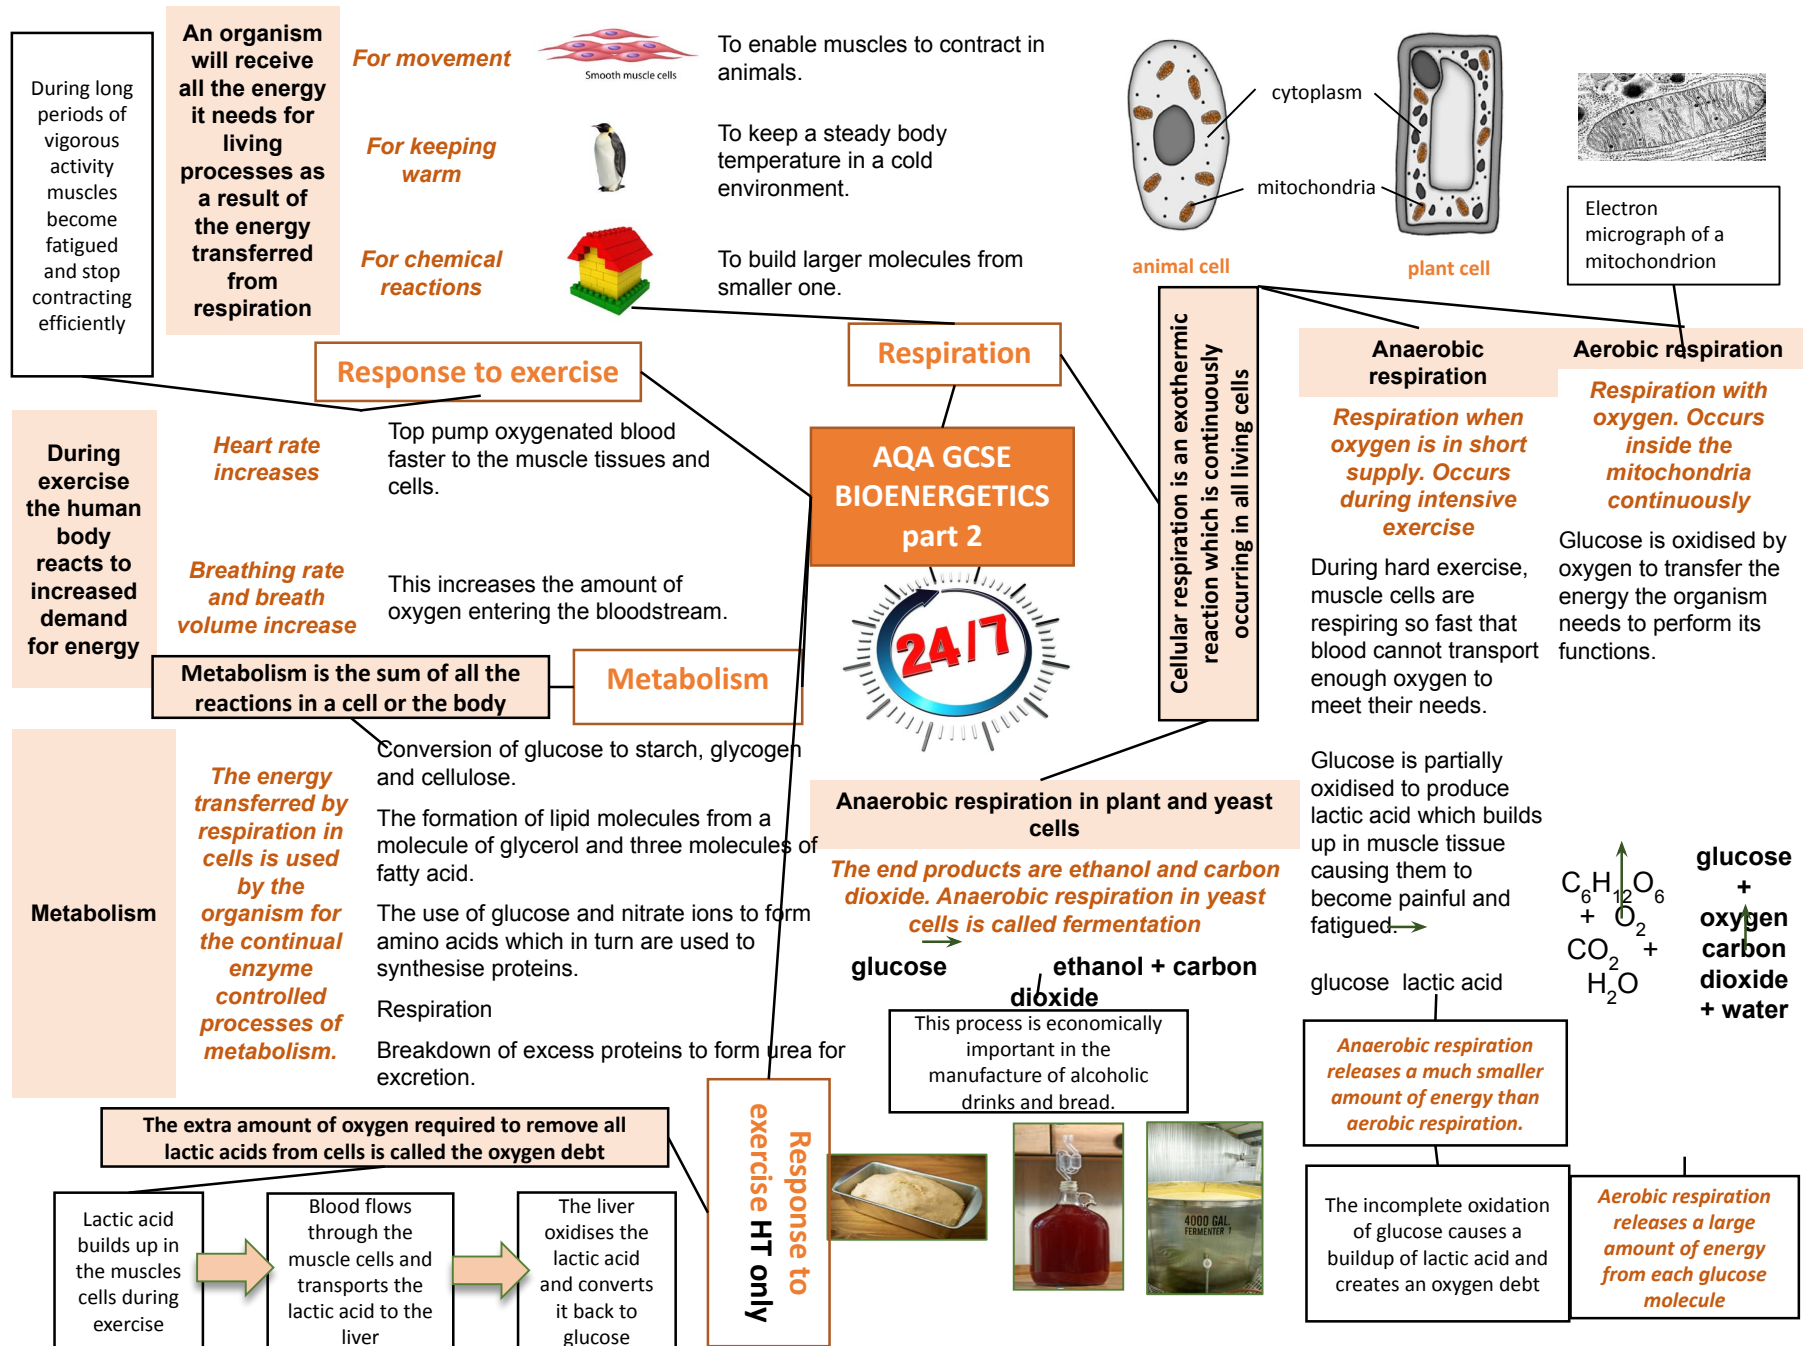 During long
periods of
vigorous
activity
muscles
become
fatigued
and stop
contracting
efficiently
An organism
will receive
all the energy
it needs for
living
processes as
a result of
the energy
transferred
from
respiration
For movement
Smooth muscle cells
To enable muscles to contract in
animals.
For keeping
warm
To keep a steady body
temperature in a cold
environment.
For chemical
reactions
To build larger molecules from
smaller one.
cytoplasm
mitochondria
animal cell
plant cell
Electron
micrograph of a
mitochondrion
Response to exercise
Respiration
During
exercise
the human
body
reacts to
increased
demand
for energy
Heart rate
increases
Top pump oxygenated blood
faster to the muscle tissues and
cells.
Breathing rate
and breath
volume increase
This increases the amount of
oxygen entering the bloodstream.
AQA GCSE
BIOENERGETICS
part 2
24/7
Cellular respiration is an exothermic
reaction which is continuously
occurring in all living cells
Anaerobic
respiration
Respiration when
oxygen is in short
supply. Occurs
during intensive
exercise
During hard exercise,
muscle cells are
respiring so fast that
blood cannot transport
enough oxygen to
meet their needs.
Glucose is partially
oxidised to produce
lactic acid which builds
up in muscle tissue
causing them to
become painful and
fatigued.
glucose lactic acid
Aerobic respiration
Respiration with
oxygen. Occurs
inside the
mitochondria
continuously
Glucose is oxidised by
oxygen to transfer the
energy the organism
needs to perform its
functions.
C6H12O6
+ O2
CO2 +
H2O
glucose
+
oxygen
carbon
dioxide
+ water
Metabolism is the sum of all the
reactions in a cell or the body
Metabolism
Metabolism
The energy
transferred by
respiration in
cells is used
by the
organism for
the continual
enzyme
controlled
processes of
metabolism.
Conversion of glucose to starch, glycogen
and cellulose.
The formation of lipid molecules from a
molecule of glycerol and three molecules of
fatty acid.
The use of glucose and nitrate ions to form
amino acids which in turn are used to
synthesise proteins.
Respiration
Breakdown of excess proteins to form urea for
excretion.
Anaerobic respiration in plant and yeast
cells
The end products are ethanol and carbon
dioxide. Anaerobic respiration in yeast
cells is called fermentation
glucose ethanol + carbon
dioxide
This process is economically
important in the
manufacture of alcoholic
drinks and bread.
4000 GAL.
FERMENTER 1
Anaerobic respiration
releases a much smaller
amount of energy than
aerobic respiration.
The incomplete oxidation
of glucose causes a
buildup of lactic acid and
creates an oxygen debt
Aerobic respiration
releases a large
amount of energy
from each glucose
molecule
Response to
exercise HT only
The extra amount of oxygen required to remove all
lactic acids from cells is called the oxygen debt
Lactic acid
builds up in
the muscles
cells during
exercise
Blood flows
through the
muscle cells and
transports the
lactic acid to the
liver
The liver
oxidises the
lactic acid
and converts
it back to
glucose